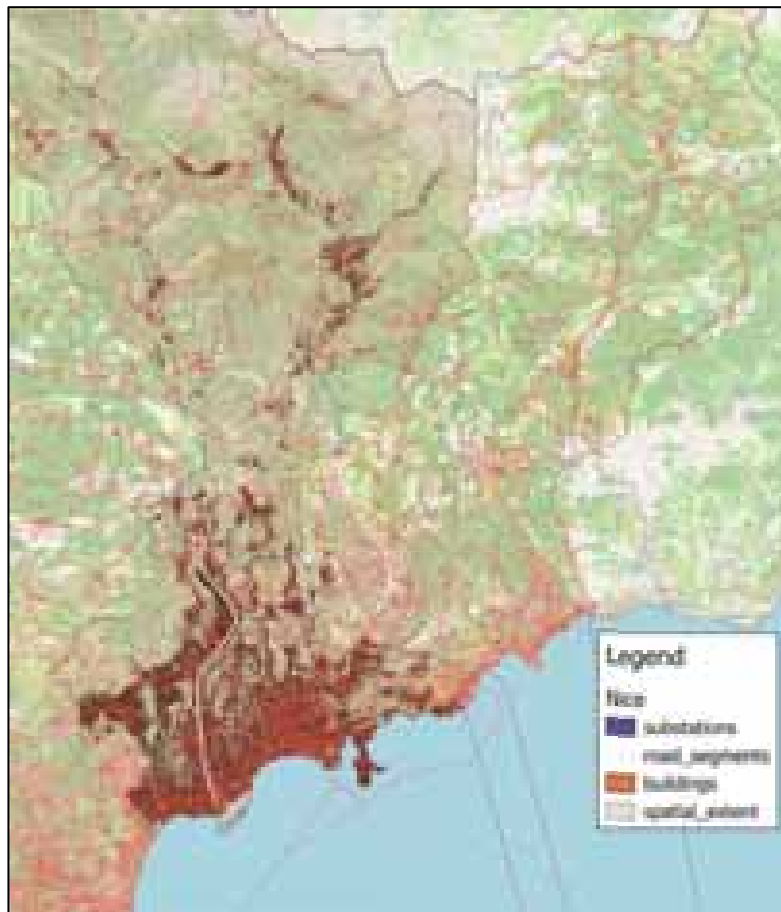 Legend
Nice
substations
road_segments
buildings
spatial_extent